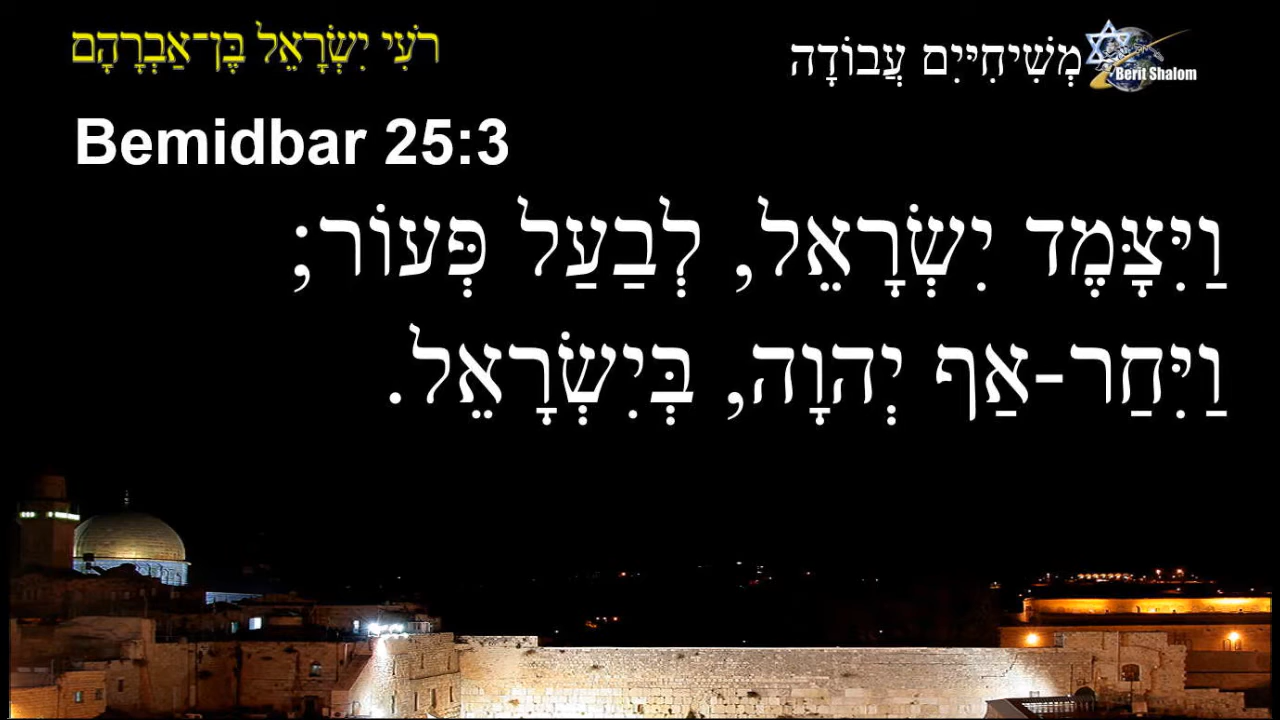 רֹעִי יִשְׂרָאֵל בֶּן־אַבְרָהָם
מְשִׁיחִיִּים עֲבוֹדָה
Berit Shalom
Bemidbar 25:3
וַיִּצָּמֶד יִשְׂרָאֵל, לְבַעַל פְּעוֹר;
וַיִּחַר-אַף יְהוָה, בְּיִשְׂרָאֵל.